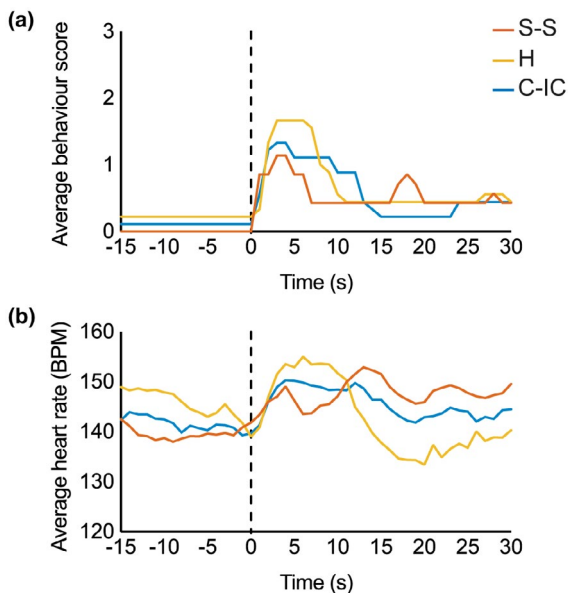 (a)
Average behaviour score
3
2
1
0
-15 -10 -5 0 5 10 15 20 25 30
Time (s)
S-S
H
C-IC
(b)
Average heart rate (BPM)
160
150
140
130
120
-15 -10 -5 0 5 10 15 20 25 30
Time (s)